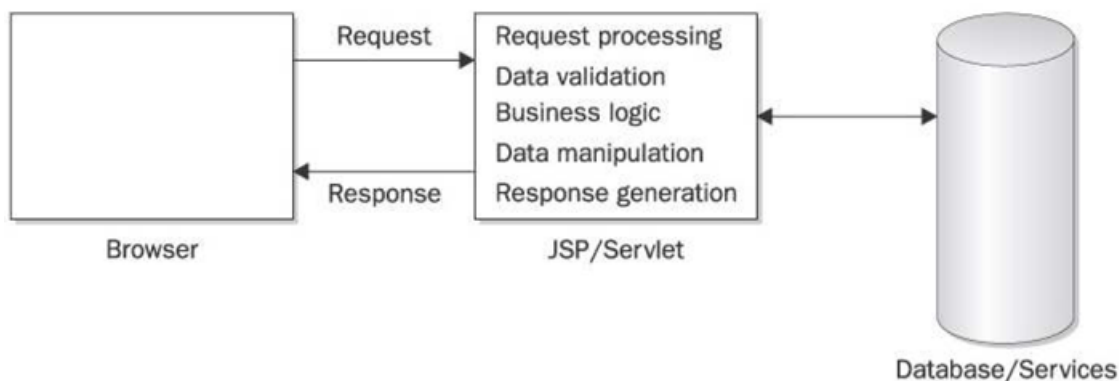 Request
Response
Browser
Request processing
Data validation
Business logic
Data manipulation
Response generation
JSP/Servlet
Database/Services